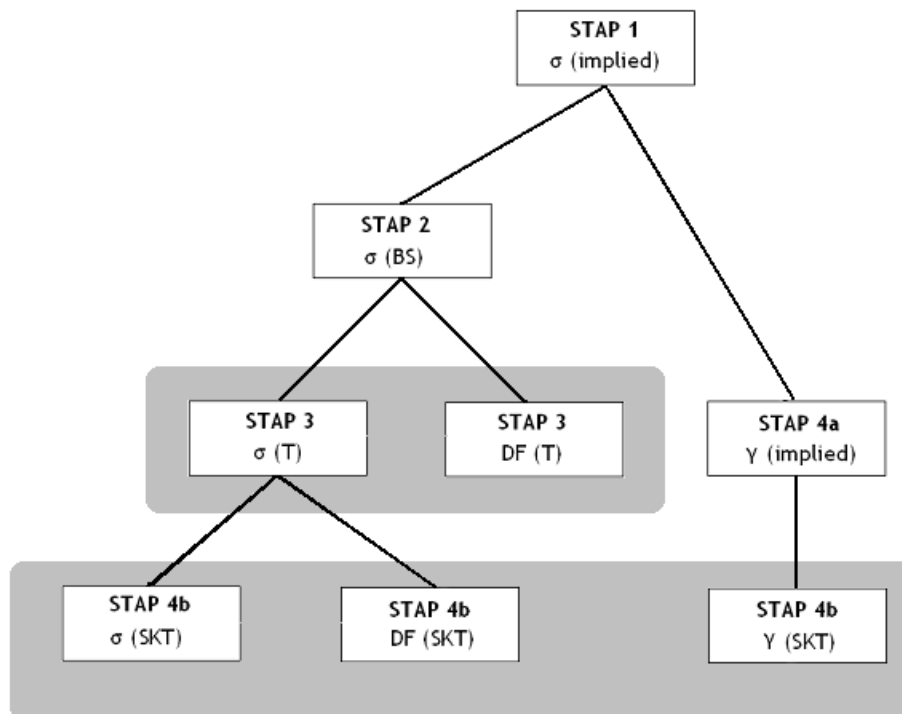 STAP 1
σ (implied)
STAP 2
σ (BS)
STAP 3
σ (T)
STAP 3
DF (T)
STAP 4a
γ (implied)
STAP 4b
σ (SKT)
STAP 4b
DF (SKT)
STAP 4b
γ (SKT)